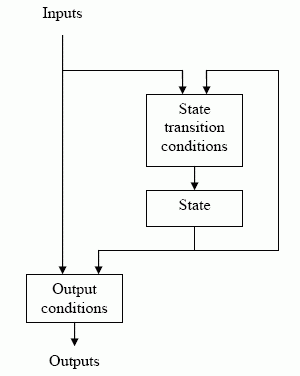 Inputs
State
transition
conditions
State
Output
conditions
Outputs